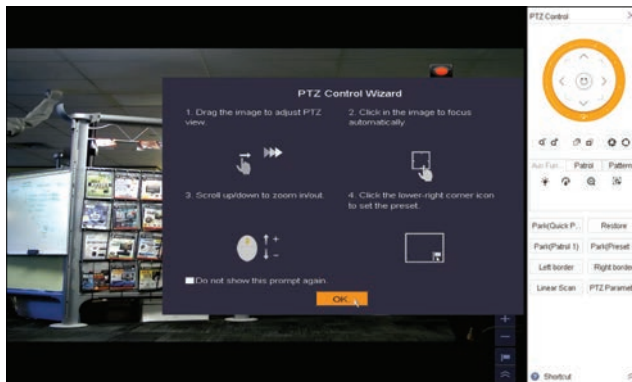 PTZ Control
PTZ Control Wizard
1. Drag the image to adjust PTZ
view.
2. Click in the image to focus
automatically
3. Scroll up/down to zoom in/out.
4. Click the lower-right corner icon
to set the preset.
Do not show this prompt again.
OK
Aux Fun...
Patrol
Pattern
Park(Quick P...
Restore
Park(Patrol 1)
Park(Preset
Left border
Right border
Linear Scan
PTZ Paramet
Shortcut